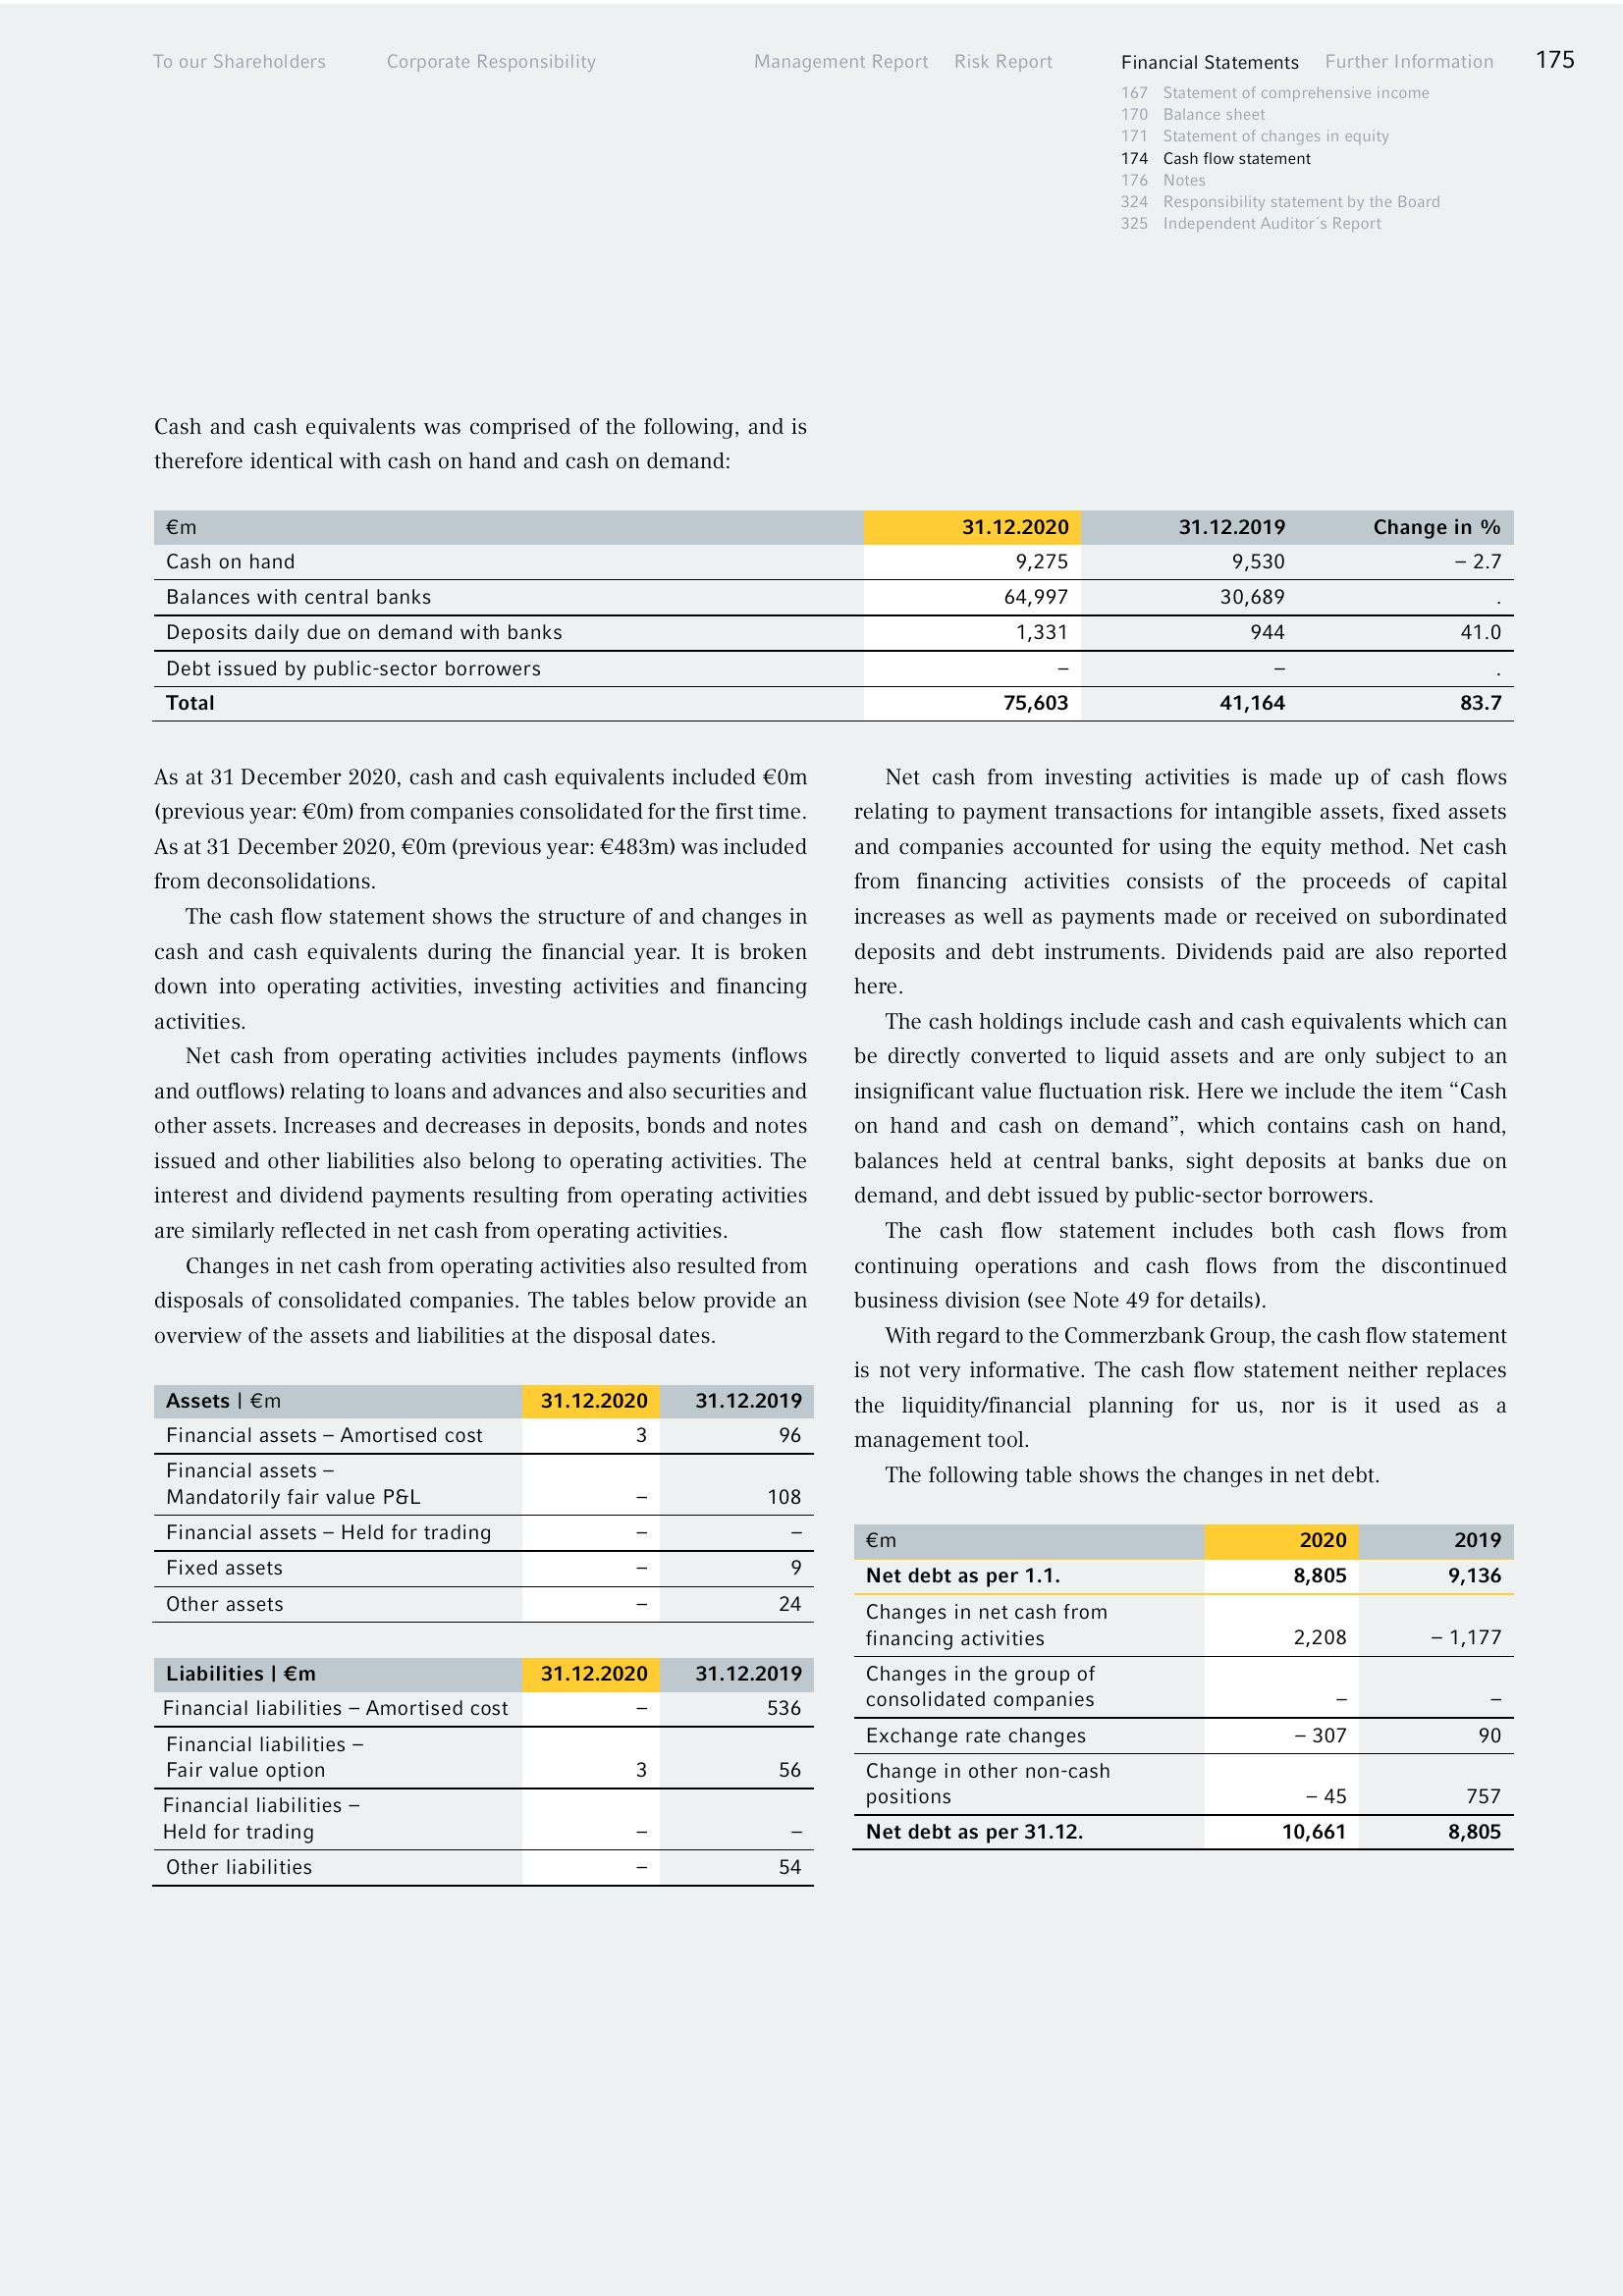 To our Shareholders Corporate Responsibility Management Report Risk Report Financial Statements Further Information 175
167 Statement of comprehensive income
170 Balance sheet
171 Statement of changes in equity
174 Cash flow statement
176 Notes
324 Responsibility statement by the Board
325 Independent Auditor´s Report
Cash and cash equivalents was comprised of the following, and is
therefore identical with cash on hand and cash on demand:
€m 31.12.2020 31.12.2019 Change in %
Cash on hand 9,275 9,530 – 2.7
Balances with central banks 64,997 30,689 .
Deposits daily due on demand with banks 1,331 944 41.0
Debt issued by public-sector borrowers – – .
Total 75,603 41,164 83.7
As at 31 December 2020, cash and cash equivalents included €0m
(previous year: €0m) from companies consolidated for the first time.
As at 31 December 2020, €0m (previous year: €483m) was included
from deconsolidations.
The cash flow statement shows the structure of and changes in
cash and cash equivalents during the financial year. It is broken
down into operating activities, investing activities and financing
activities.
Net cash from operating activities includes payments (inflows
and outflows) relating to loans and advances and also securities and
other assets. Increases and decreases in deposits, bonds and notes
issued and other liabilities also belong to operating activities. The
interest and dividend payments resulting from operating activities
are similarly reflected in net cash from operating activities.
Changes in net cash from operating activities also resulted from
disposals of consolidated companies. The tables below provide an
overview of the assets and liabilities at the disposal dates.
Assets | €m 31.12.2020 31.12.2019
Financial assets – Amortised cost 3 96
Financial assets –
Mandatorily fair value P&L – 108
Financial assets – Held for trading – –
Fixed assets – 9
Other assets – 24
Liabilities | €m 31.12.2020 31.12.2019
Financial liabilities – Amortised cost – 536
Financial liabilities –
Fair value option 3 56
Financial liabilities –
Held for trading – –
Other liabilities – 54
Net cash from investing activities is made up of cash flows
relating to payment transactions for intangible assets, fixed assets
and companies accounted for using the equity method. Net cash
from financing activities consists of the proceeds of capital
increases as well as payments made or received on subordinated
deposits and debt instruments. Dividends paid are also reported
here.
The cash holdings include cash and cash equivalents which can
be directly converted to liquid assets and are only subject to an
insignificant value fluctuation risk. Here we include the item “Cash
on hand and cash on demand”, which contains cash on hand,
balances held at central banks, sight deposits at banks due on
demand, and debt issued by public-sector borrowers.
The cash flow statement includes both cash flows from
continuing operations and cash flows from the discontinued
business division (see Note 49 for details).
With regard to the Commerzbank Group, the cash flow statement
is not very informative. The cash flow statement neither replaces
the liquidity/financial planning for us, nor is it used as a
management tool.
The following table shows the changes in net debt.
€m 2020 2019
Net debt as per 1.1. 8,805 9,136
Changes in net cash from
financing activities 2,208 – 1,177
Changes in the group of
consolidated companies – –
Exchange rate changes – 307 90
Change in other non-cash
positions – 45 757
Net debt as per 31.12. 10,661 8,805